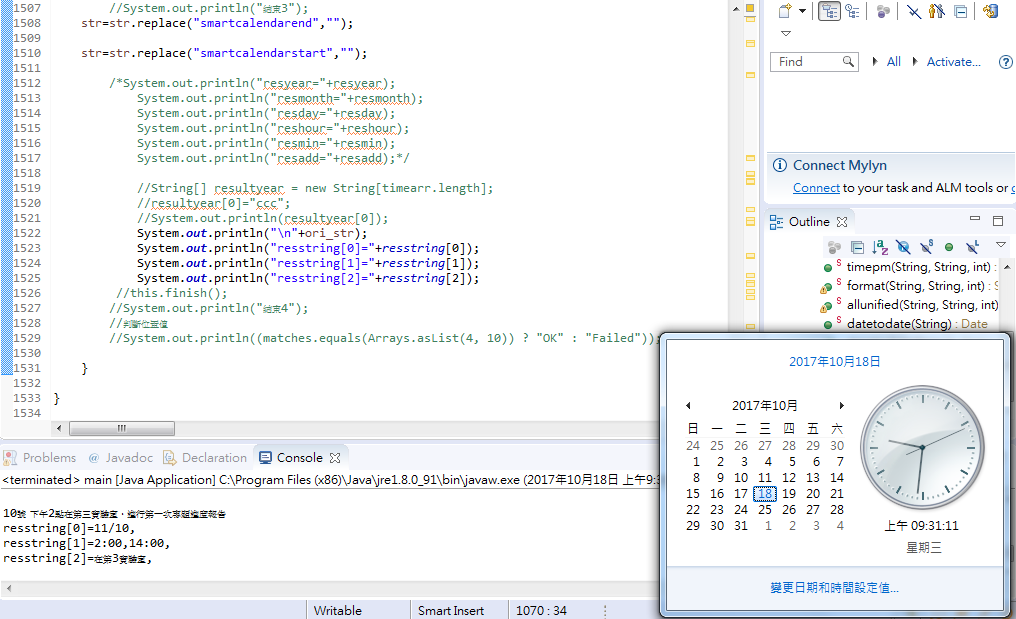 1507 //System.out.println("結束3");
1508 str=str.replace("smartcalendarend","");
1509
1510 str=str.replace("smartcalendarstart","");
1511
1512 /*System.out.println("resyear="+resyear);
1513 System.out.println("resmonth="+resmonth);
1514 System.out.println("resday="+resday);
1515 System.out.println("reshour="+reshour);
1516 System.out.println("resmin="+resmin);
1517 System.out.println("resadd="+resadd);*/
1518
1519 //String[] resultyear = new String[timearr.length];
1520 //resultyear[0]="ccc";
1521 //System.out.println(resultyear[0]);
1522 System.out.println("\n"+ori_str);
1523 System.out.println("resstring[0]="+resstring[0]);
1524 System.out.println("resstring[1]="+resstring[1]);
1525 System.out.println("resstring[2]="+resstring[2]);
1526 //this.finish();
1527 //System.out.println("結束4");
1528 //判斷位置值
1529 //System.out.println((matches.equals(Arrays.asList(4, 10)) ? "OK" : "Failed"));
1530
1531 }
1532
1533 }
1534
Find All Activate...
Connect Mylyn
Connect to your task and ALM tools or
Outline
timepm(String, String, int) :
format(String, String, int) : S
allunified(String, String, int)
datetodate(String) : Date
Problems @ Javadoc Declaration Console
<terminated> main [Java Application] C:\Program Files (x86)\Java\jre1.8.0_91\bin\javaw.exe (2017年10月18日 上午9:3
10號 下午2點在第三實驗室，進行第一次專題進度報告
resstring[0]=11/10,
resstring[1]=2:00,14:00,
resstring[2]=在第3實驗室,
Writable Smart Insert 1070 : 34
2017年10月18日
2017年10月
日 一 二 三 四 五 六
24 25 26 27 28 29 30
1 2 3 4 5 6 7
8 9 10 11 12 13 14
15 16 17 18 19 20 21
22 23 24 25 26 27 28
29 30 31 1 2 3 4
上午 09:31:11
星期三
變更日期和時間設定值...